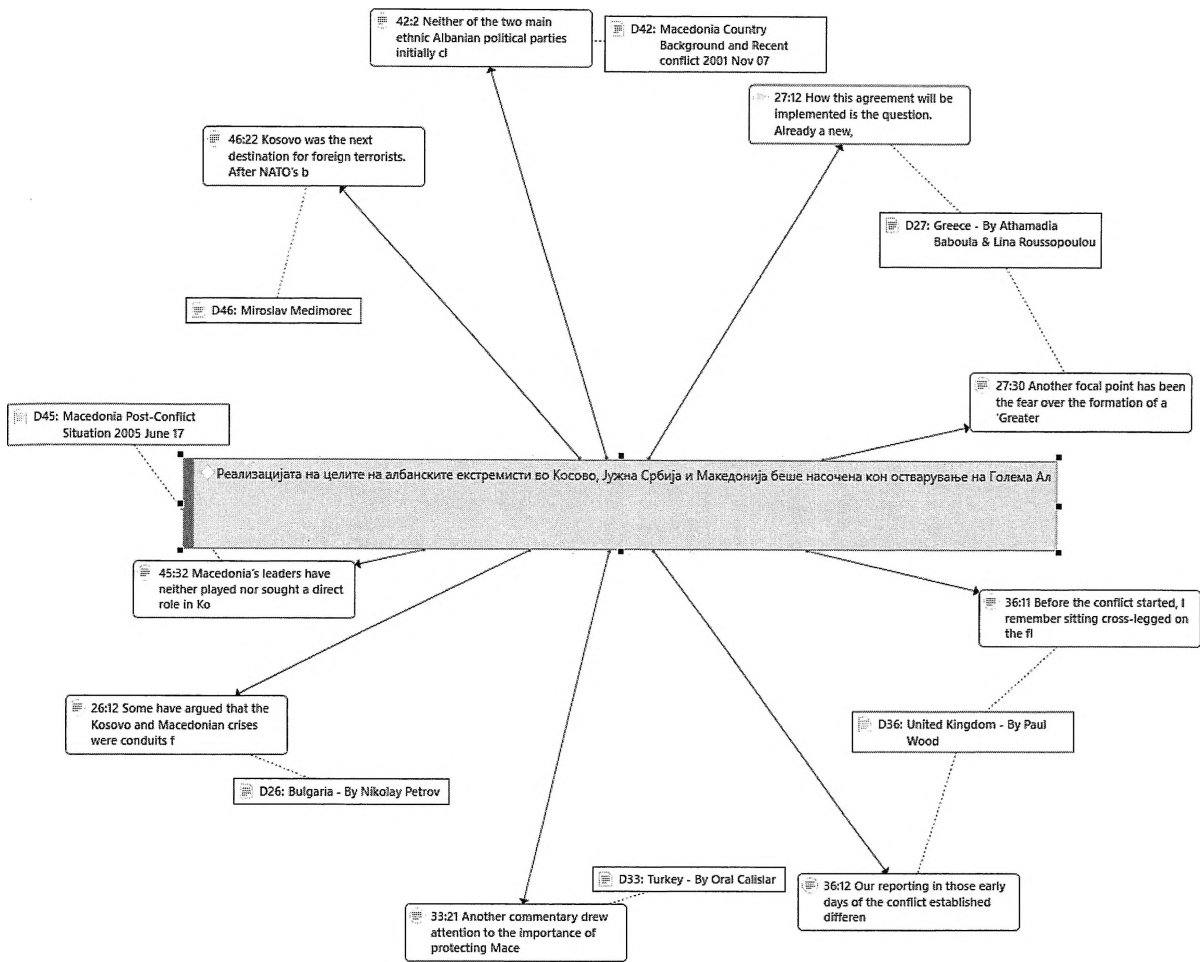 42:2 Neither of the two main
ethnic Albanian political parties
initially cl
D42: Macedonia Country
Background and Recent
conflict 2001 Nov 07
27:12 How this agreement will be
implemented is the question.
Already a new,
46:22 Kosovo was the next
destination for foreign terrorists.
After NATO's b
D27: Greece - By Athamadia
Baboula & Lina Roussopoulou
D46: Miroslav Medimorec
27:30 Another focal point has been
the fear over the formation of a
'Greater
D45: Macedonia Post-Conflict
Situation 2005 June 17
Реализацијата на целите на албанските екстремисти во Косово, Јужна Србија и Македонија беше насочена кон остварување на Голема Ал
45:32 Macedonia's leaders have
neither played nor sought a direct
role in Ko
36:11 Before the conflict started, I
remember sitting cross-legged on
the fl
26:12 Some have argued that the
Kosovo and Macedonian crises
were conduits f
D36: United Kingdom - By Paul
Wood
D26: Bulgaria - By Nikolay Petrov
D33: Turkey - By Oral Calislar
36:12 Our reporting in those early
days of the conflict established
differen
33:21 Another commentary drew
attention to the importance of
protecting Mace